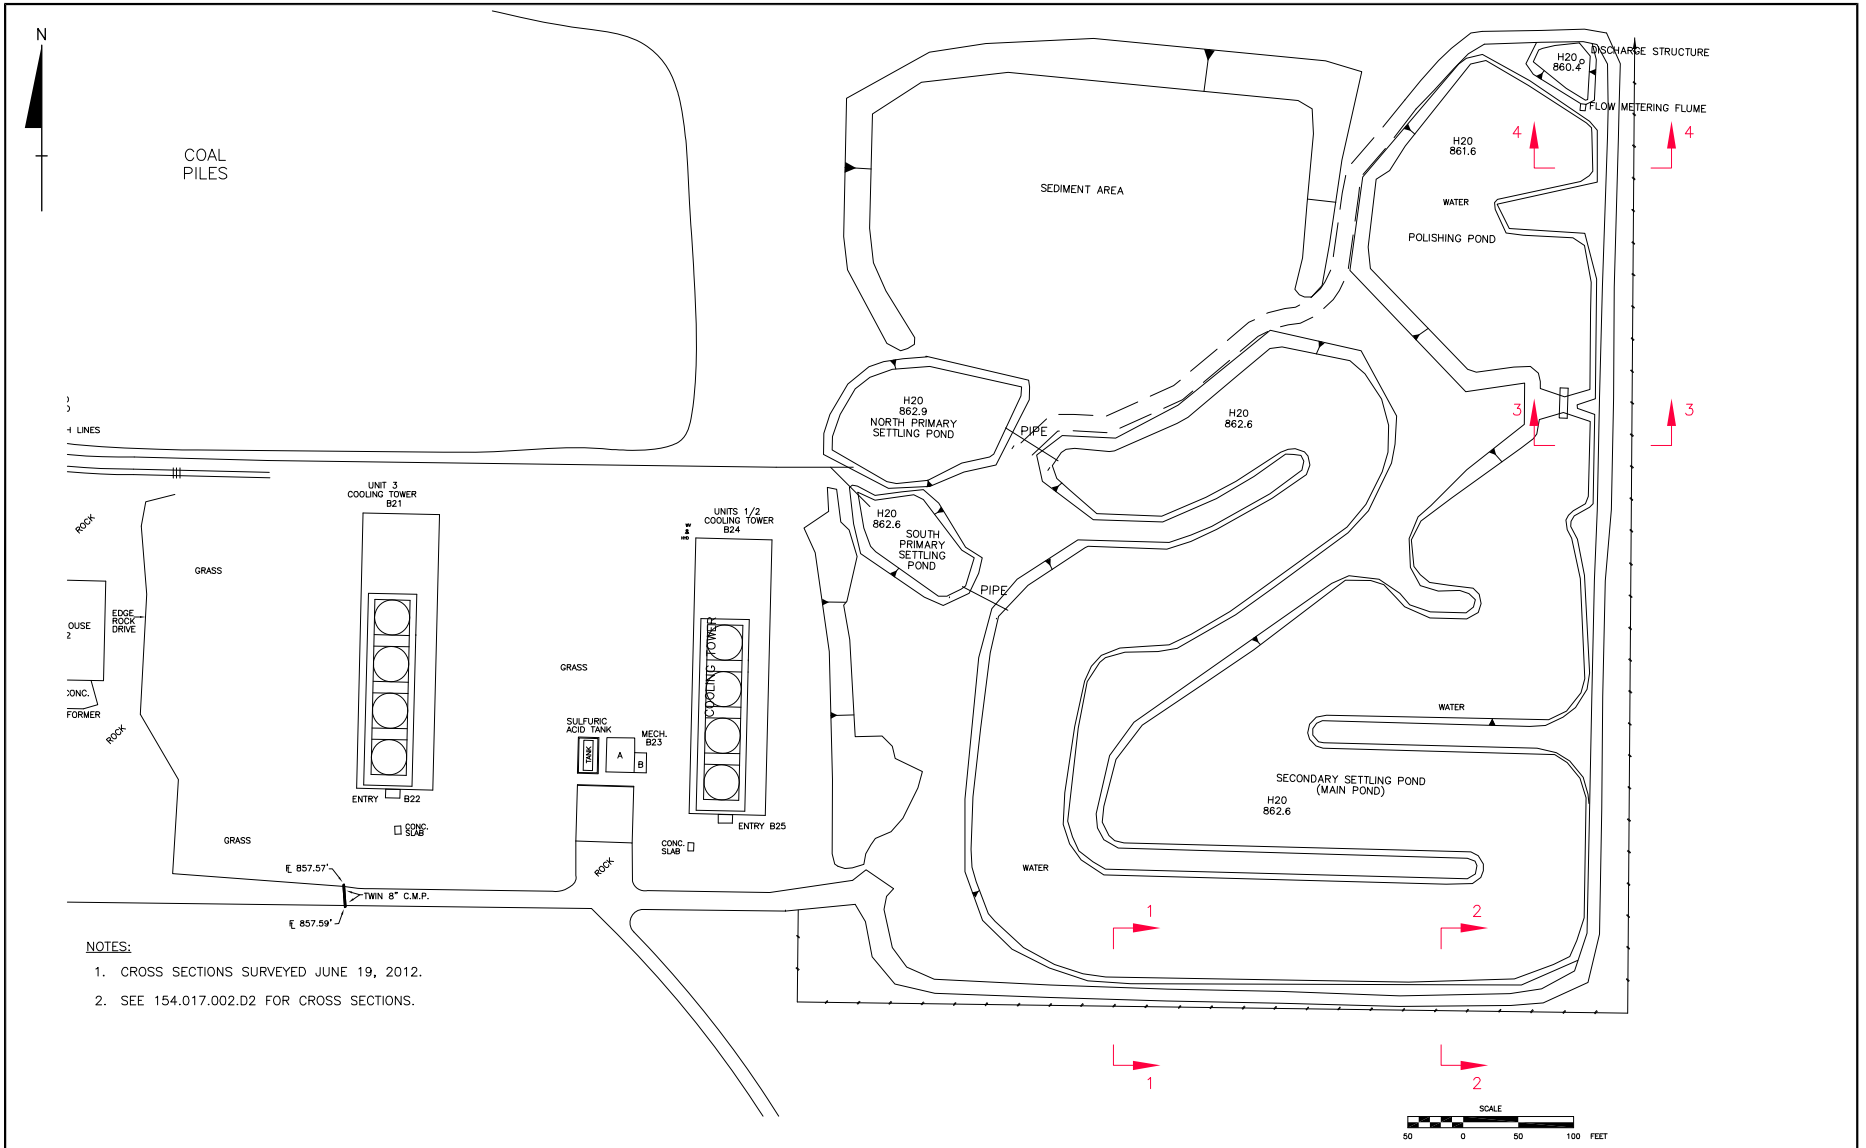 N
COAL
PILES
SEDIMENT AREA
H20
860.4
DISCHARGE STRUCTURE
FLOW METERING FLUME
4
4
H20
861.6
WATER
POLISHING POND
3
3
H20
862.9
NORTH PRIMARY
SETTLING POND
PIPE
H20
862.6
H LINES
UNIT 3
COOLING TOWER
B21
UNITS 1/2
COOLING TOWER
B24
H20
862.6
SOUTH
PRIMARY
SETTLING
POND
PIPE
ROCK
GRASS
EDGE
ROCK
DRIVE
OUSE
2
CONC.
FORMER
ROCK
GRASS
COOLING TOWER
SULFURIC
ACID TANK
TANK
A
B
MECH.
B23
WATER
SECONDARY SETTLING POND
(MAIN POND)
H20
862.6
ENTRY
B22
CONC.
SLAB
ENTRY B25
CONC.
SLAB
GRASS
ROCK
WATER
857.57'
TWIN 8" C.M.P.
857.59'
1
2
NOTES:
1. CROSS SECTIONS SURVEYED JUNE 19, 2012.
2. SEE 154.017.002.D2 FOR CROSS SECTIONS.
1
2
SCALE
50 0 50 100 FEET